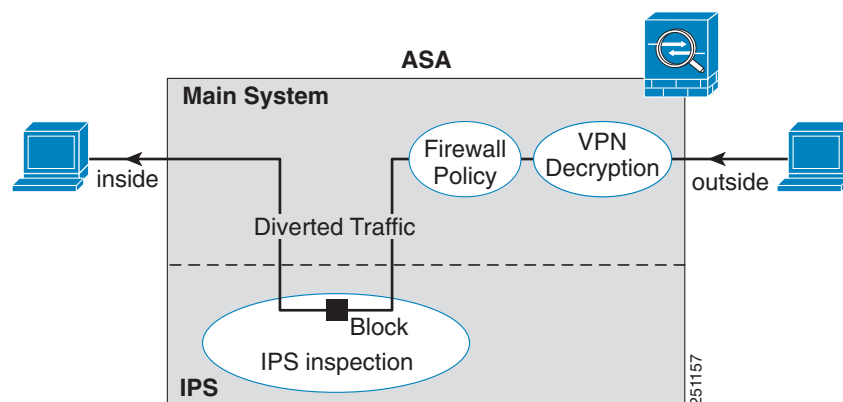 ASA
Main System
Firewall
Policy
VPN
Decryption
inside
outside
Diverted Traffic
Block
IPS inspection
IPS
251157